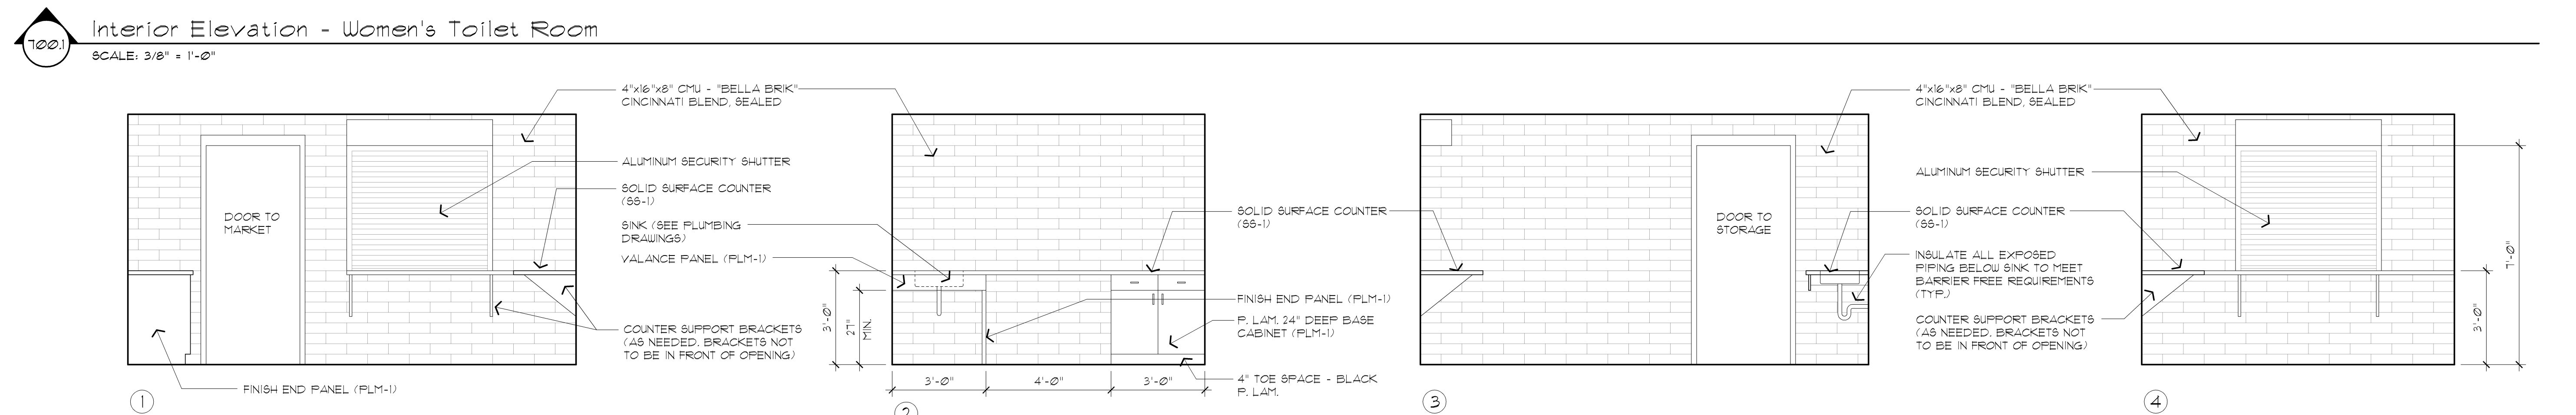 700.1
Interior Elevation - Women's Toilet Room
SCALE: 3/8" = 1'-0"
DOOR TO
MARKET
FINISH END PANEL (PLM-1)
1
4"x16"x8" CMU - "BELLA BRIK"
CINCINNATI BLEND, SEALED
ALUMINUM SECURITY SHUTTER
SOLID SURFACE COUNTER
(SS-1)
SINK (SEE PLUMBING
DRAWINGS)
VALANCE PANEL (PLM-1)
COUNTER SUPPORT BRACKETS
(AS NEEDED. BRACKETS NOT
TO BE IN FRONT OF OPENING)
3'-0"
27"
MIN.
3'-0"
4'-0"
3'-0"
2
SOLID SURFACE COUNTER
(SS-1)
FINISH END PANEL (PLM-1)
P. LAM. 24" DEEP BASE
CABINET (PLM-1)
4" TOE SPACE - BLACK
P. LAM.
DOOR TO
STORAGE
3
4"x16"x8" CMU - "BELLA BRIK"
CINCINNATI BLEND, SEALED
ALUMINUM SECURITY SHUTTER
SOLID SURFACE COUNTER
(SS-1)
INSULATE ALL EXPOSED
PIPING BELOW SINK TO MEET
BARRIER FREE REQUIREMENTS
(TYP.)
COUNTER SUPPORT BRACKETS
(AS NEEDED. BRACKETS NOT
TO BE IN FRONT OF OPENING)
4
3'-0"
7'-0"